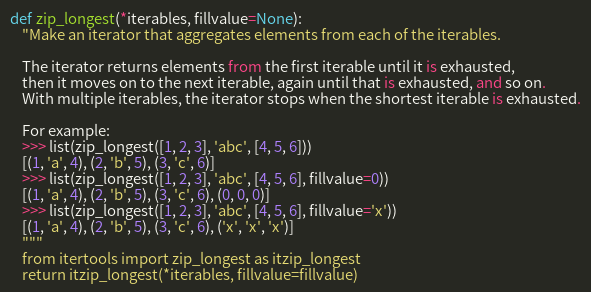 def zip_longest(*iterables, fillvalue=None):
"Make an iterator that aggregates elements from each of the iterables.
The iterator returns elements from the first iterable until it is exhausted,
then it moves on to the next iterable, again until that is exhausted, and so on.
With multiple iterables, the iterator stops when the shortest iterable is exhausted.
For example:
>>> list(zip_longest([1, 2, 3], 'abc', [4, 5, 6]))
[(1, 'a', 4), (2, 'b', 5), (3, 'c', 6)]
>>> list(zip_longest([1, 2, 3], 'abc', [4, 5, 6], fillvalue=0))
[(1, 'a', 4), (2, 'b', 5), (3, 'c', 6), (0, 0, 0)]
>>> list(zip_longest([1, 2, 3], 'abc', [4, 5, 6], fillvalue='x'))
[(1, 'a', 4), (2, 'b', 5), (3, 'c', 6), ('x', 'x', 'x')]
"""
from itertools import zip_longest as itzip_longest
return itzip_longest(*iterables, fillvalue=fillvalue)